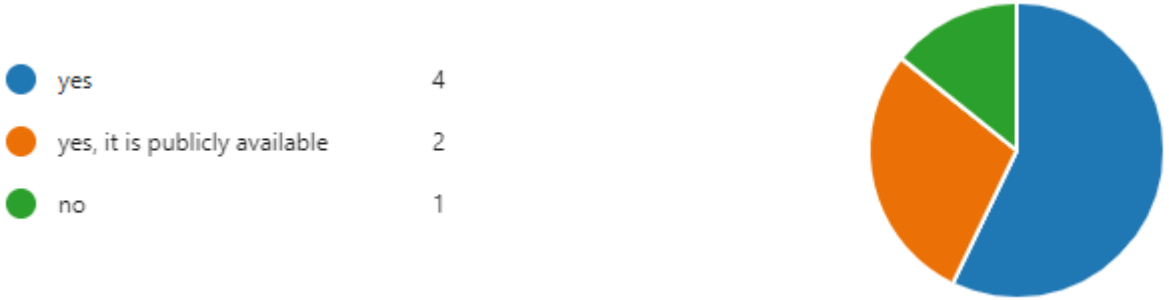 yes 4
yes, it is publicly available 2
no 1